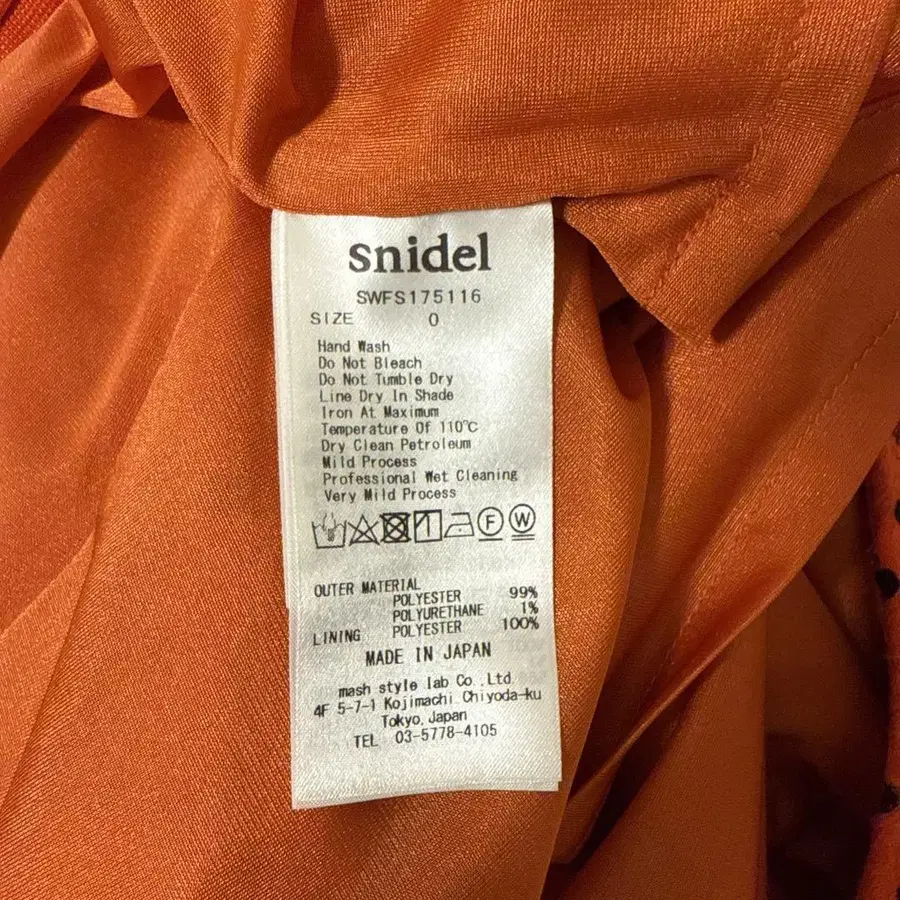 snidel
SWFS175116
SIZE 0
Hand Wash
Do Not Bleach
Do Not Tumble Dry
Line Dry In Shade
Iron At Maximum
Temperature Of 110℃
Dry Clean Petroleum
Mild Process
Professional Wet Cleaning
Very Mild Process
F W
OUTER MATERIAL
POLYESTER 99%
POLYURETHANE 1%
LINING POLYESTER 100%
MADE IN JAPAN
mash style lab Co.,Ltd.
4F 5-7-1 Kojimachi Chiyoda-ku
Tokyo,Japan
TEL 03-5778-4105